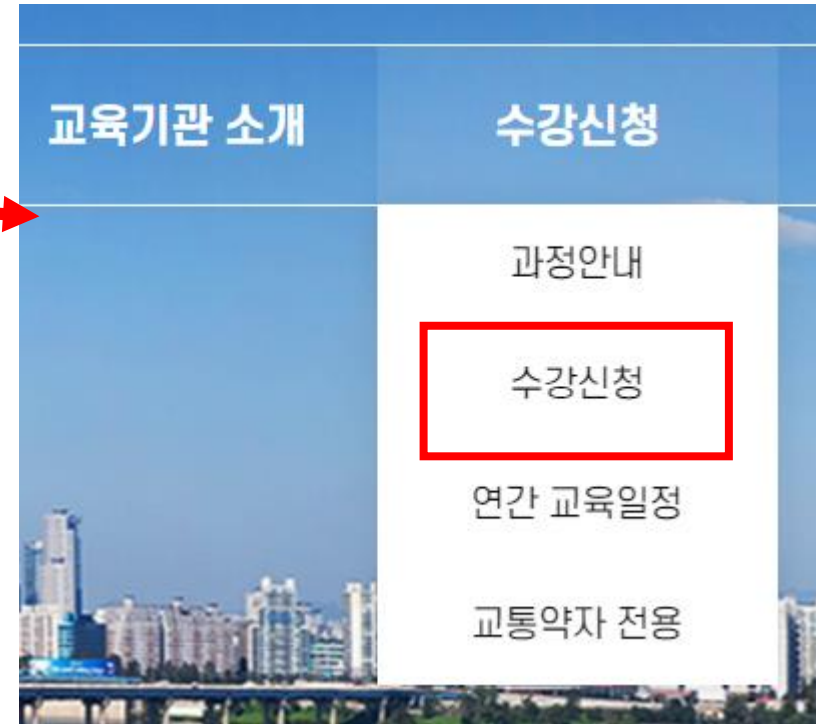 교육기관 소개
수강신청
과정안내
수강신청
연간 교육일정
교통약자 전용